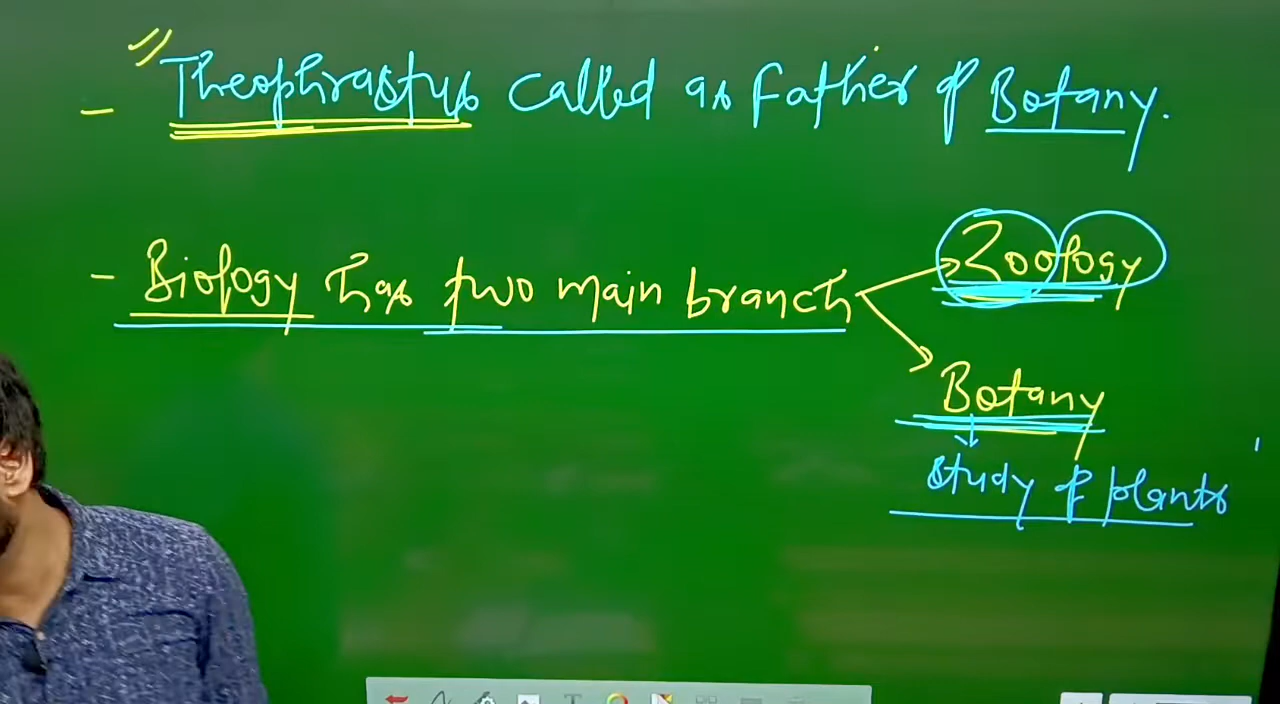 - Theophrastus called as Father of Botany.
- Biology has two main branch
Zoology
Botany
study of plants